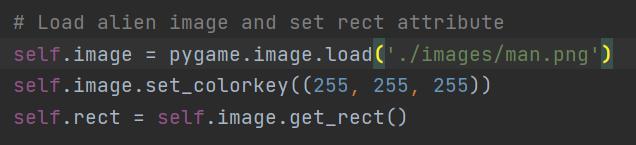 # Load alien image and set rect attribute
self.image = pygame.image.load('./images/man.png')
self.image.set_colorkey((255, 255, 255))
self.rect = self.image.get_rect()